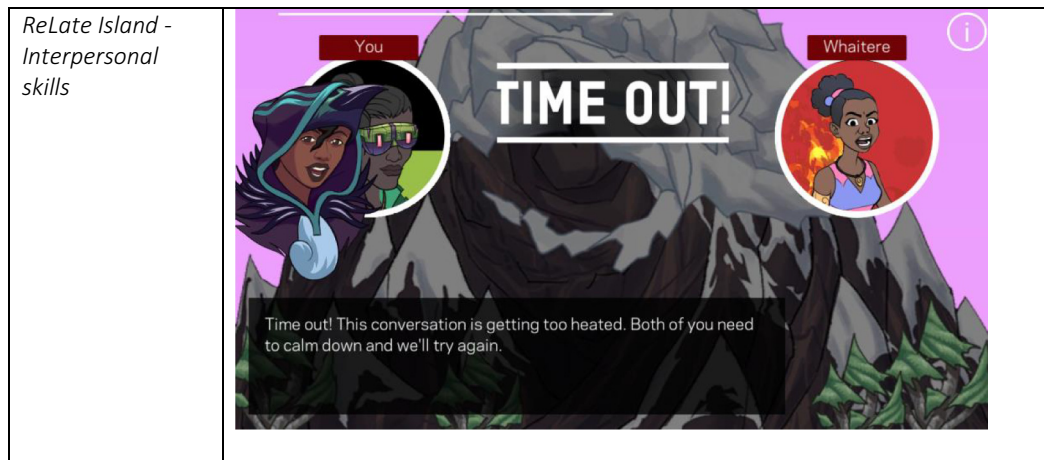 ReLate Island -
Interpersonal
skills
You
Whaitere
i
TIME OUT!
Time out! This conversation is getting too heated. Both of you need
to calm down and we'll try again.